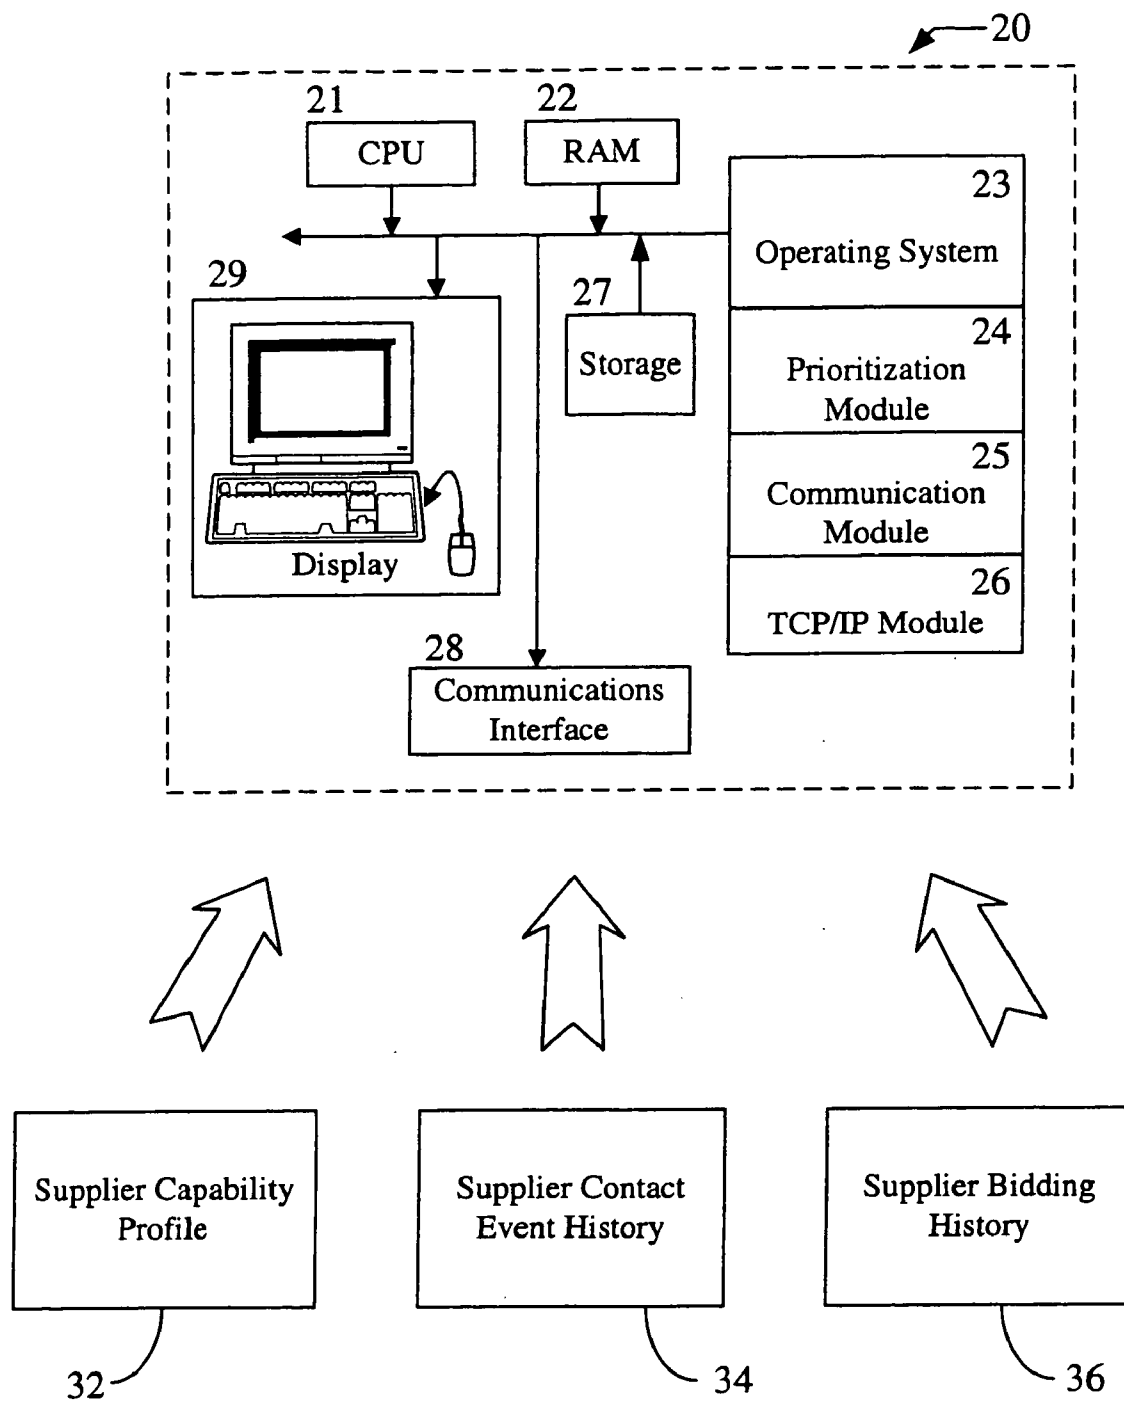 20
21
CPU
22
RAM
23
Operating System
29
27
Storage
24
Prioritization
Module
25
Communication
Module
Display
26
TCP/IP Module
28
Communications
Interface
Supplier Capability
Profile
Supplier Contact
Event History
Supplier Bidding
History
32
34
36